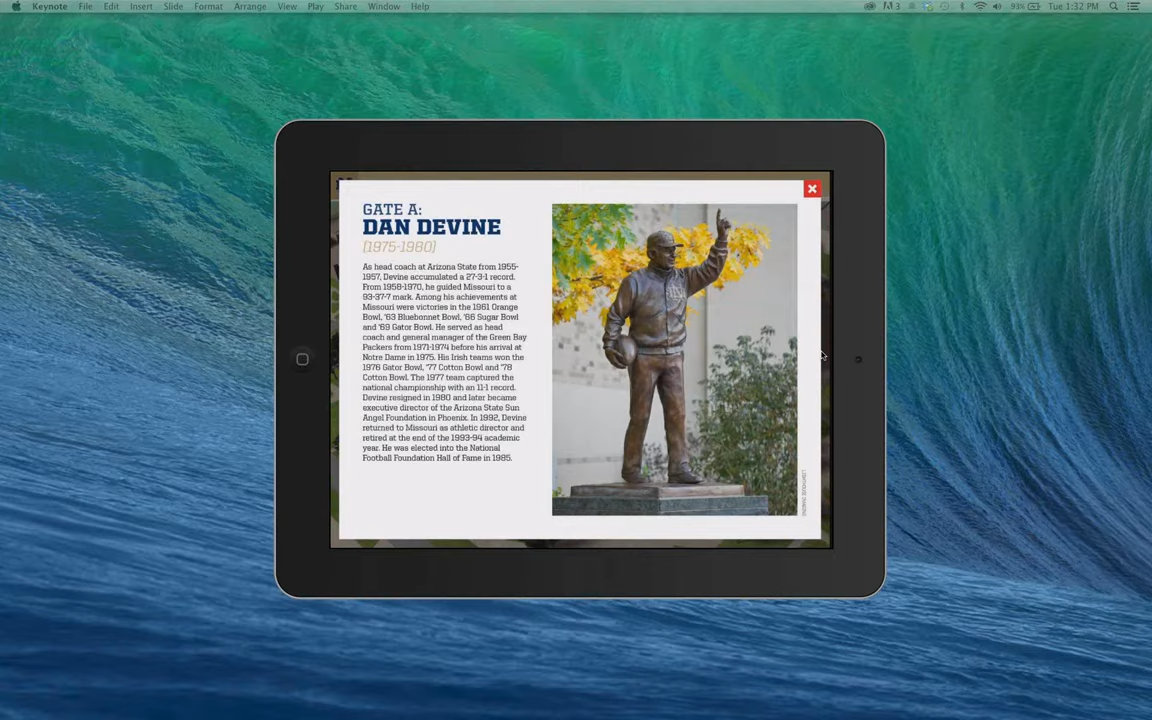 Keynote File Edit Insert Slide Format Arrange View Play Share Window Help 3 93% Tue 1:32 PM
GATE A:
DAN DEVINE
(1975-1980)
As head coach at Arizona State from 1955-
1957, Devine accumulated a 27-3-1 record.
From 1958-1970, he guided Missouri to a
93-37-7 mark. Among his achievements at
Missouri were victories in the 1961 Orange
Bowl, '63 Bluebonnet Bowl, '66 Sugar Bowl
and '69 Gator Bowl. He served as head
coach and general manager of the Green Bay
Packers from 1971-1974 before his arrival at
Notre Dame in 1975. His Irish teams won the
1976 Gator Bowl, '77 Cotton Bowl and '78
Cotton Bowl. The 1977 team captured the
national championship with an 11-1 record.
Devine resigned in 1980 and later became
executive director of the Arizona State Sun
Angel Foundation in Phoenix. In 1992, Devine
returned to Missouri as athletic director and
retired at the end of the 1993-94 academic
year. He was elected into the National
Football Foundation Hall of Fame in 1985.
LIGHTHOUSE IMAGING